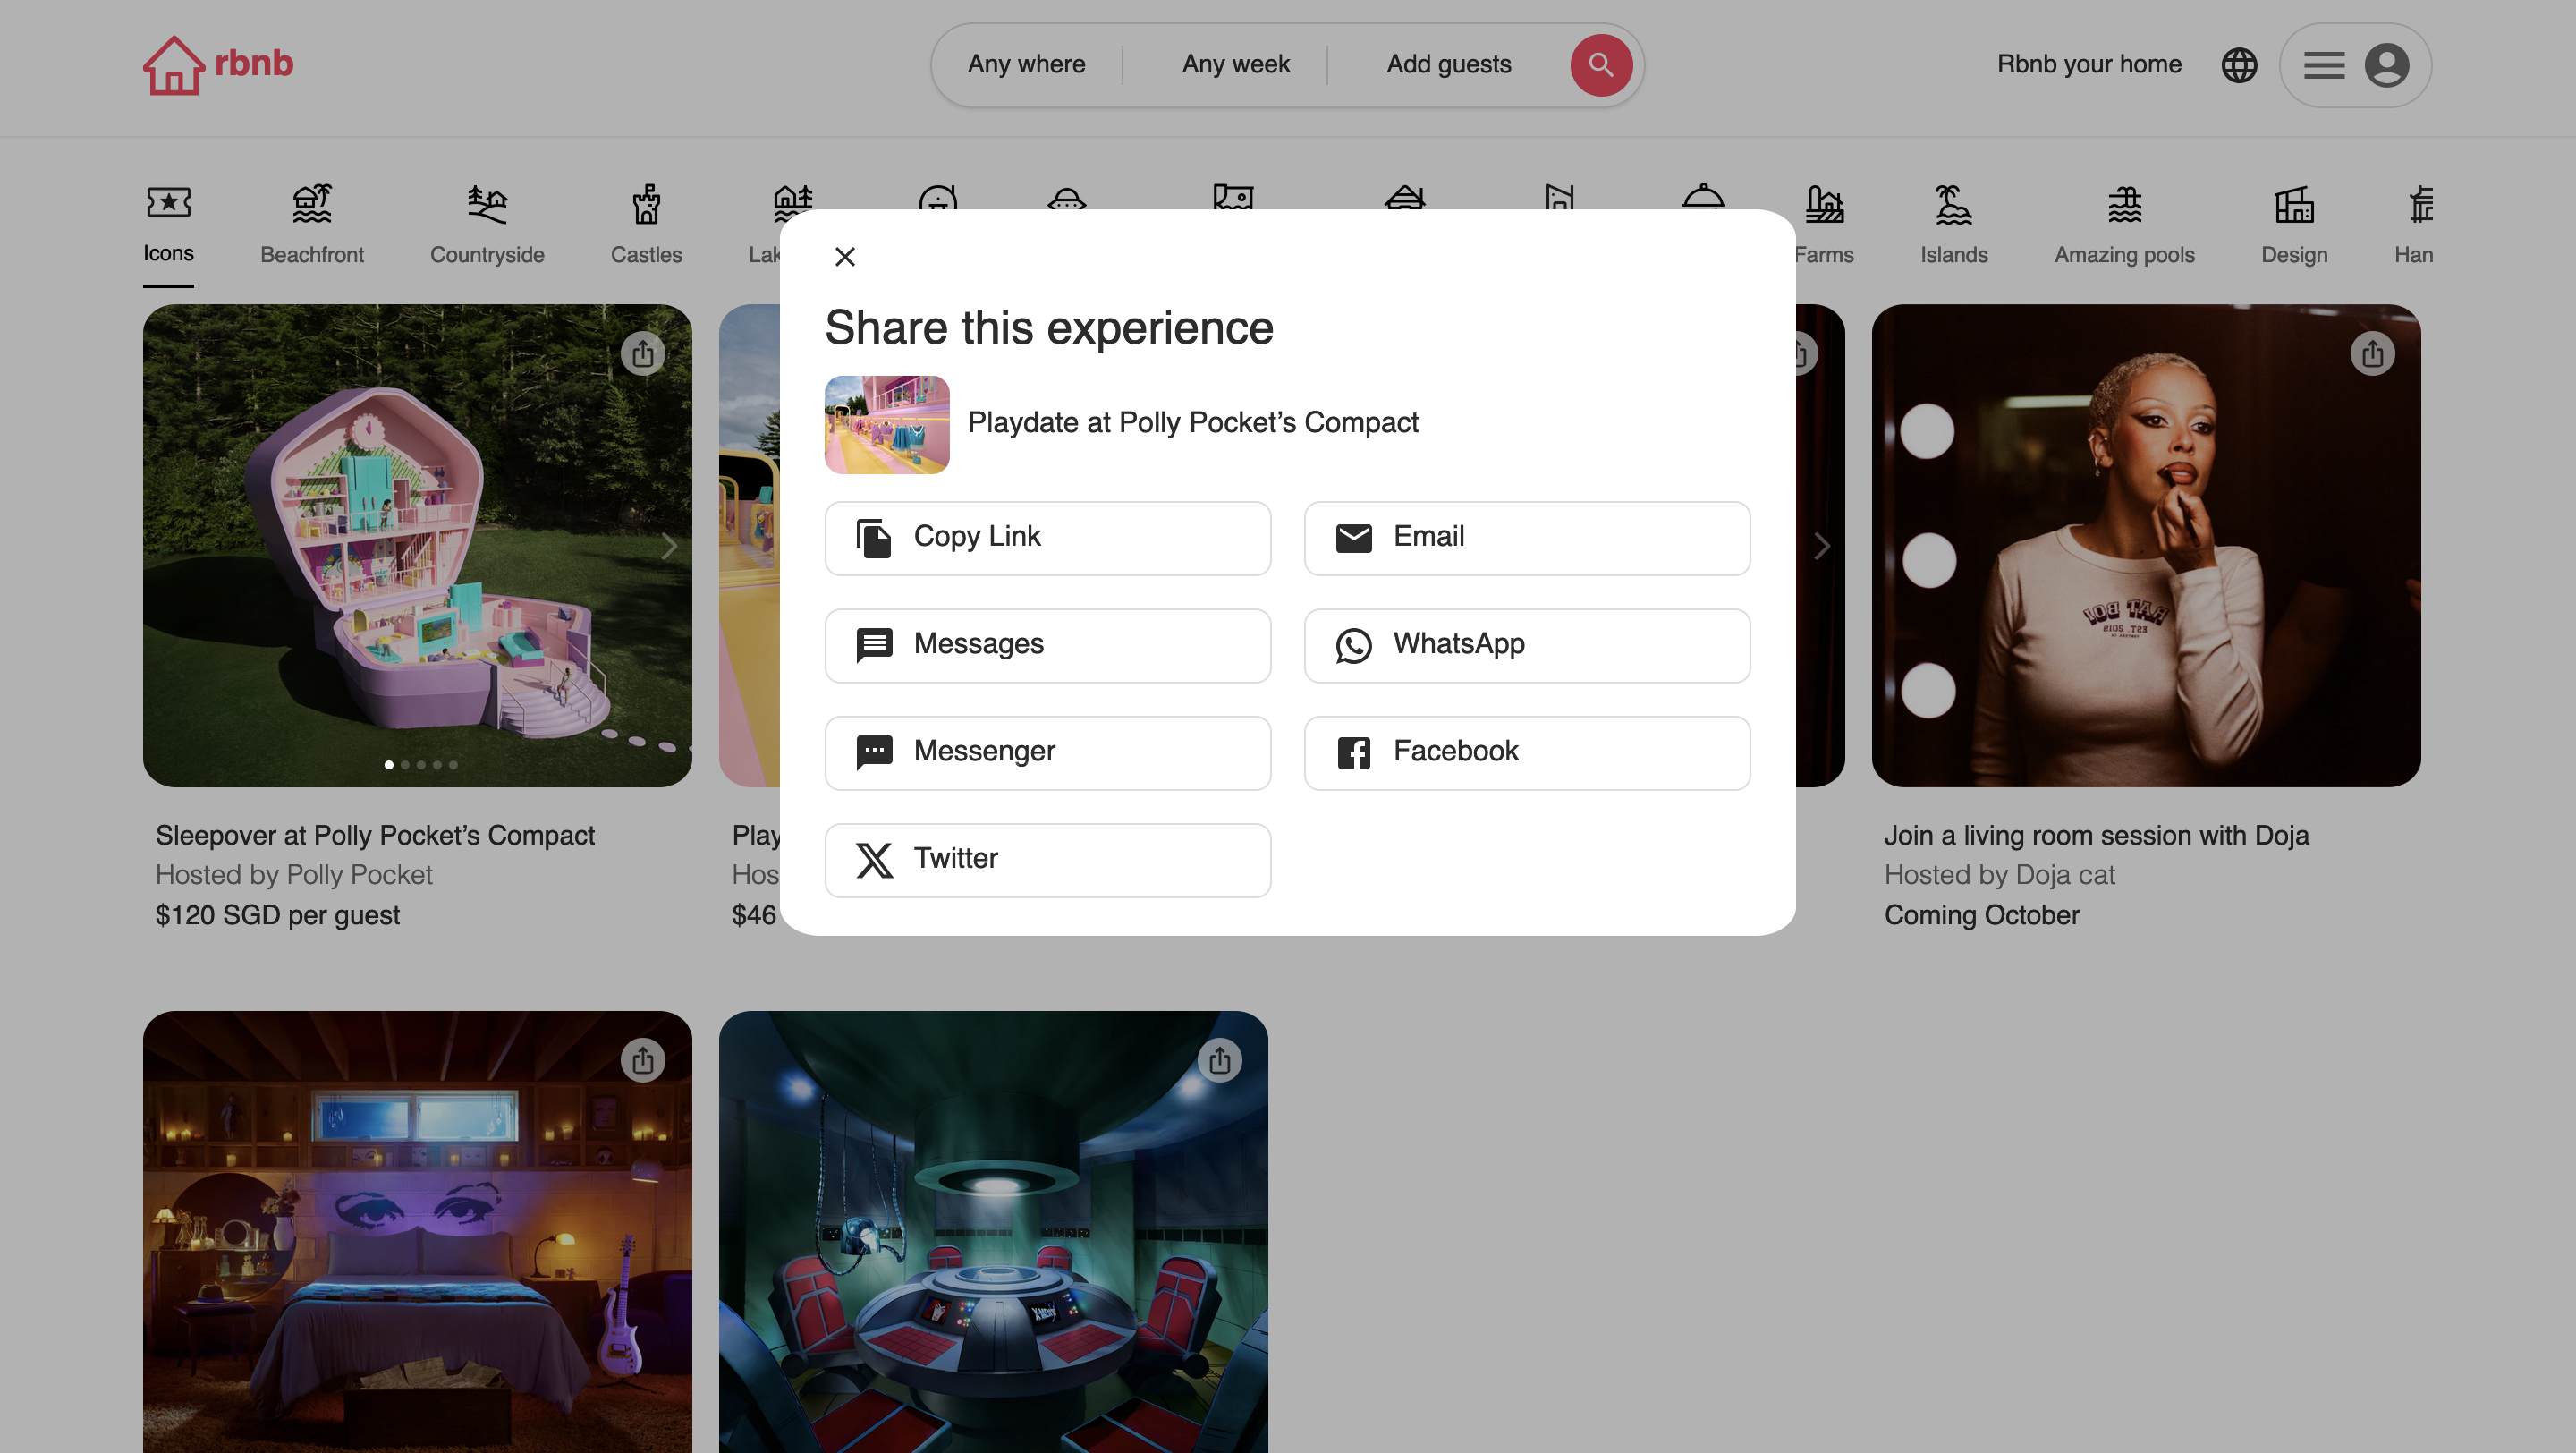 rbnb
Any where
Any week
Add guests
Rbnb your home
Icons
Beachfront
Countryside
Castles
Lak
Farms
Islands
Amazing pools
Design
Han
Share this experience
Playdate at Polly Pocket’s Compact
Copy Link
Email
Messages
WhatsApp
Messenger
Facebook
Twitter
Sleepover at Polly Pocket’s Compact
Hosted by Polly Pocket
$120 SGD per guest
Play
Hos
$46
Join a living room session with Doja
Hosted by Doja cat
Coming October